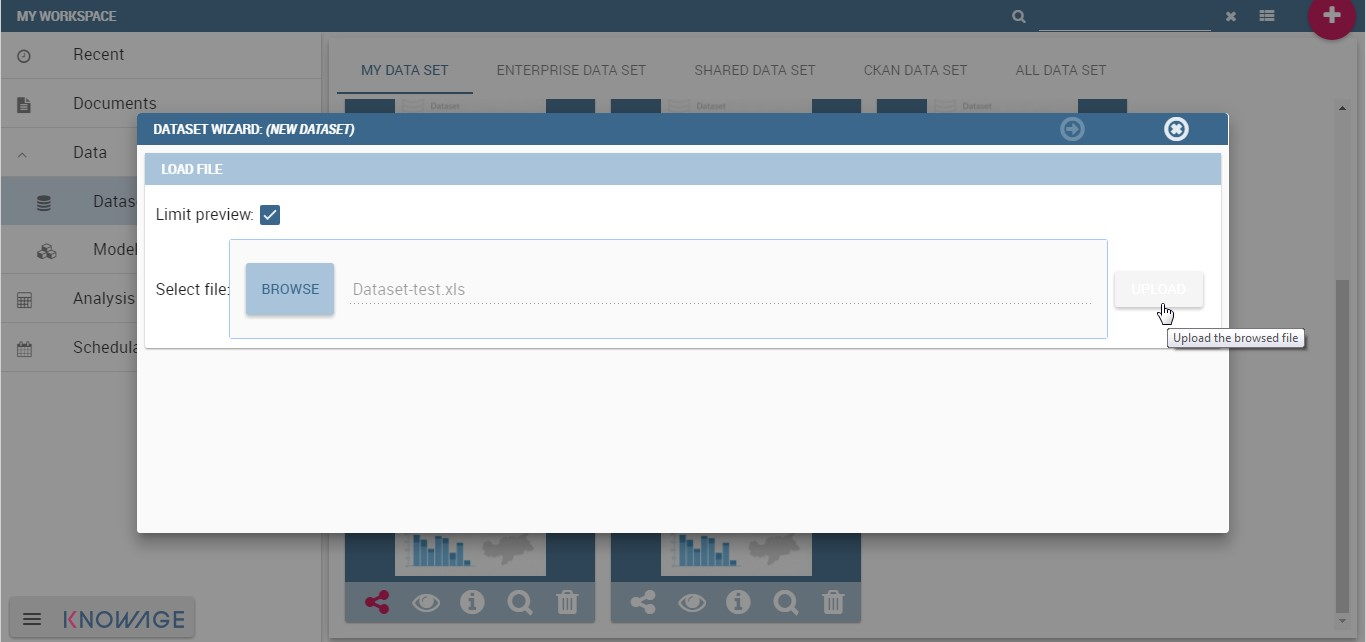 MY WORKSPACE
Recent
Documents
Data
Datase
Model
Analysis
Schedula
MY DATA SET
ENTERPRISE DATA SET
SHARED DATA SET
CKAN DATA SET
ALL DATA SET
Dataset
Dataset
Dataset
DATASET WIZARD: (NEW DATASET)
LOAD FILE
Limit preview:
Select file:
BROWSE
Dataset-test.xls
UPLOAD
Upload the browsed file
KNOWAGE